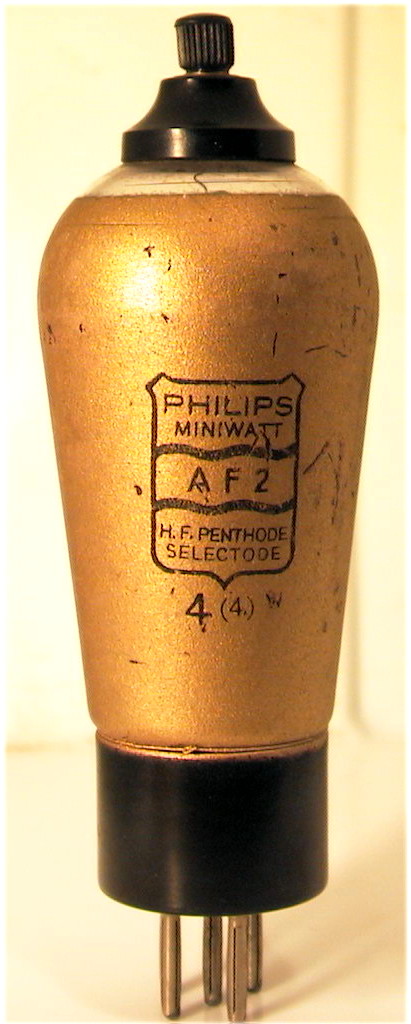 PHILIPS
MINIWATT
AF2
H.F. PENTHODE
SELECTODE
4 (4.) W